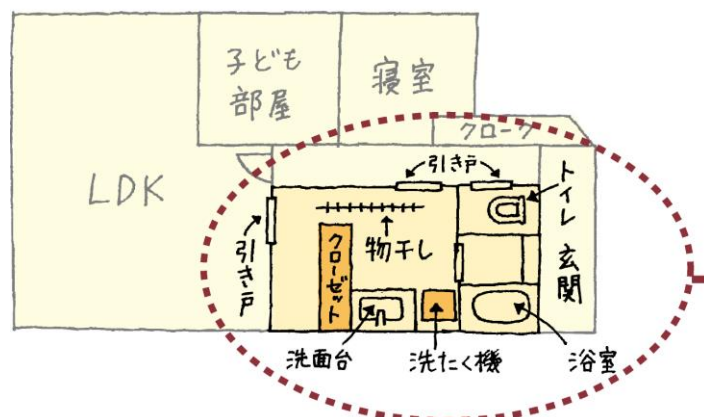 子ども
部屋
寝室
クローク
LDK
引き戸
トイレ
引き戸
物干し
クローゼット
玄関
洗面台
洗たく機
浴室